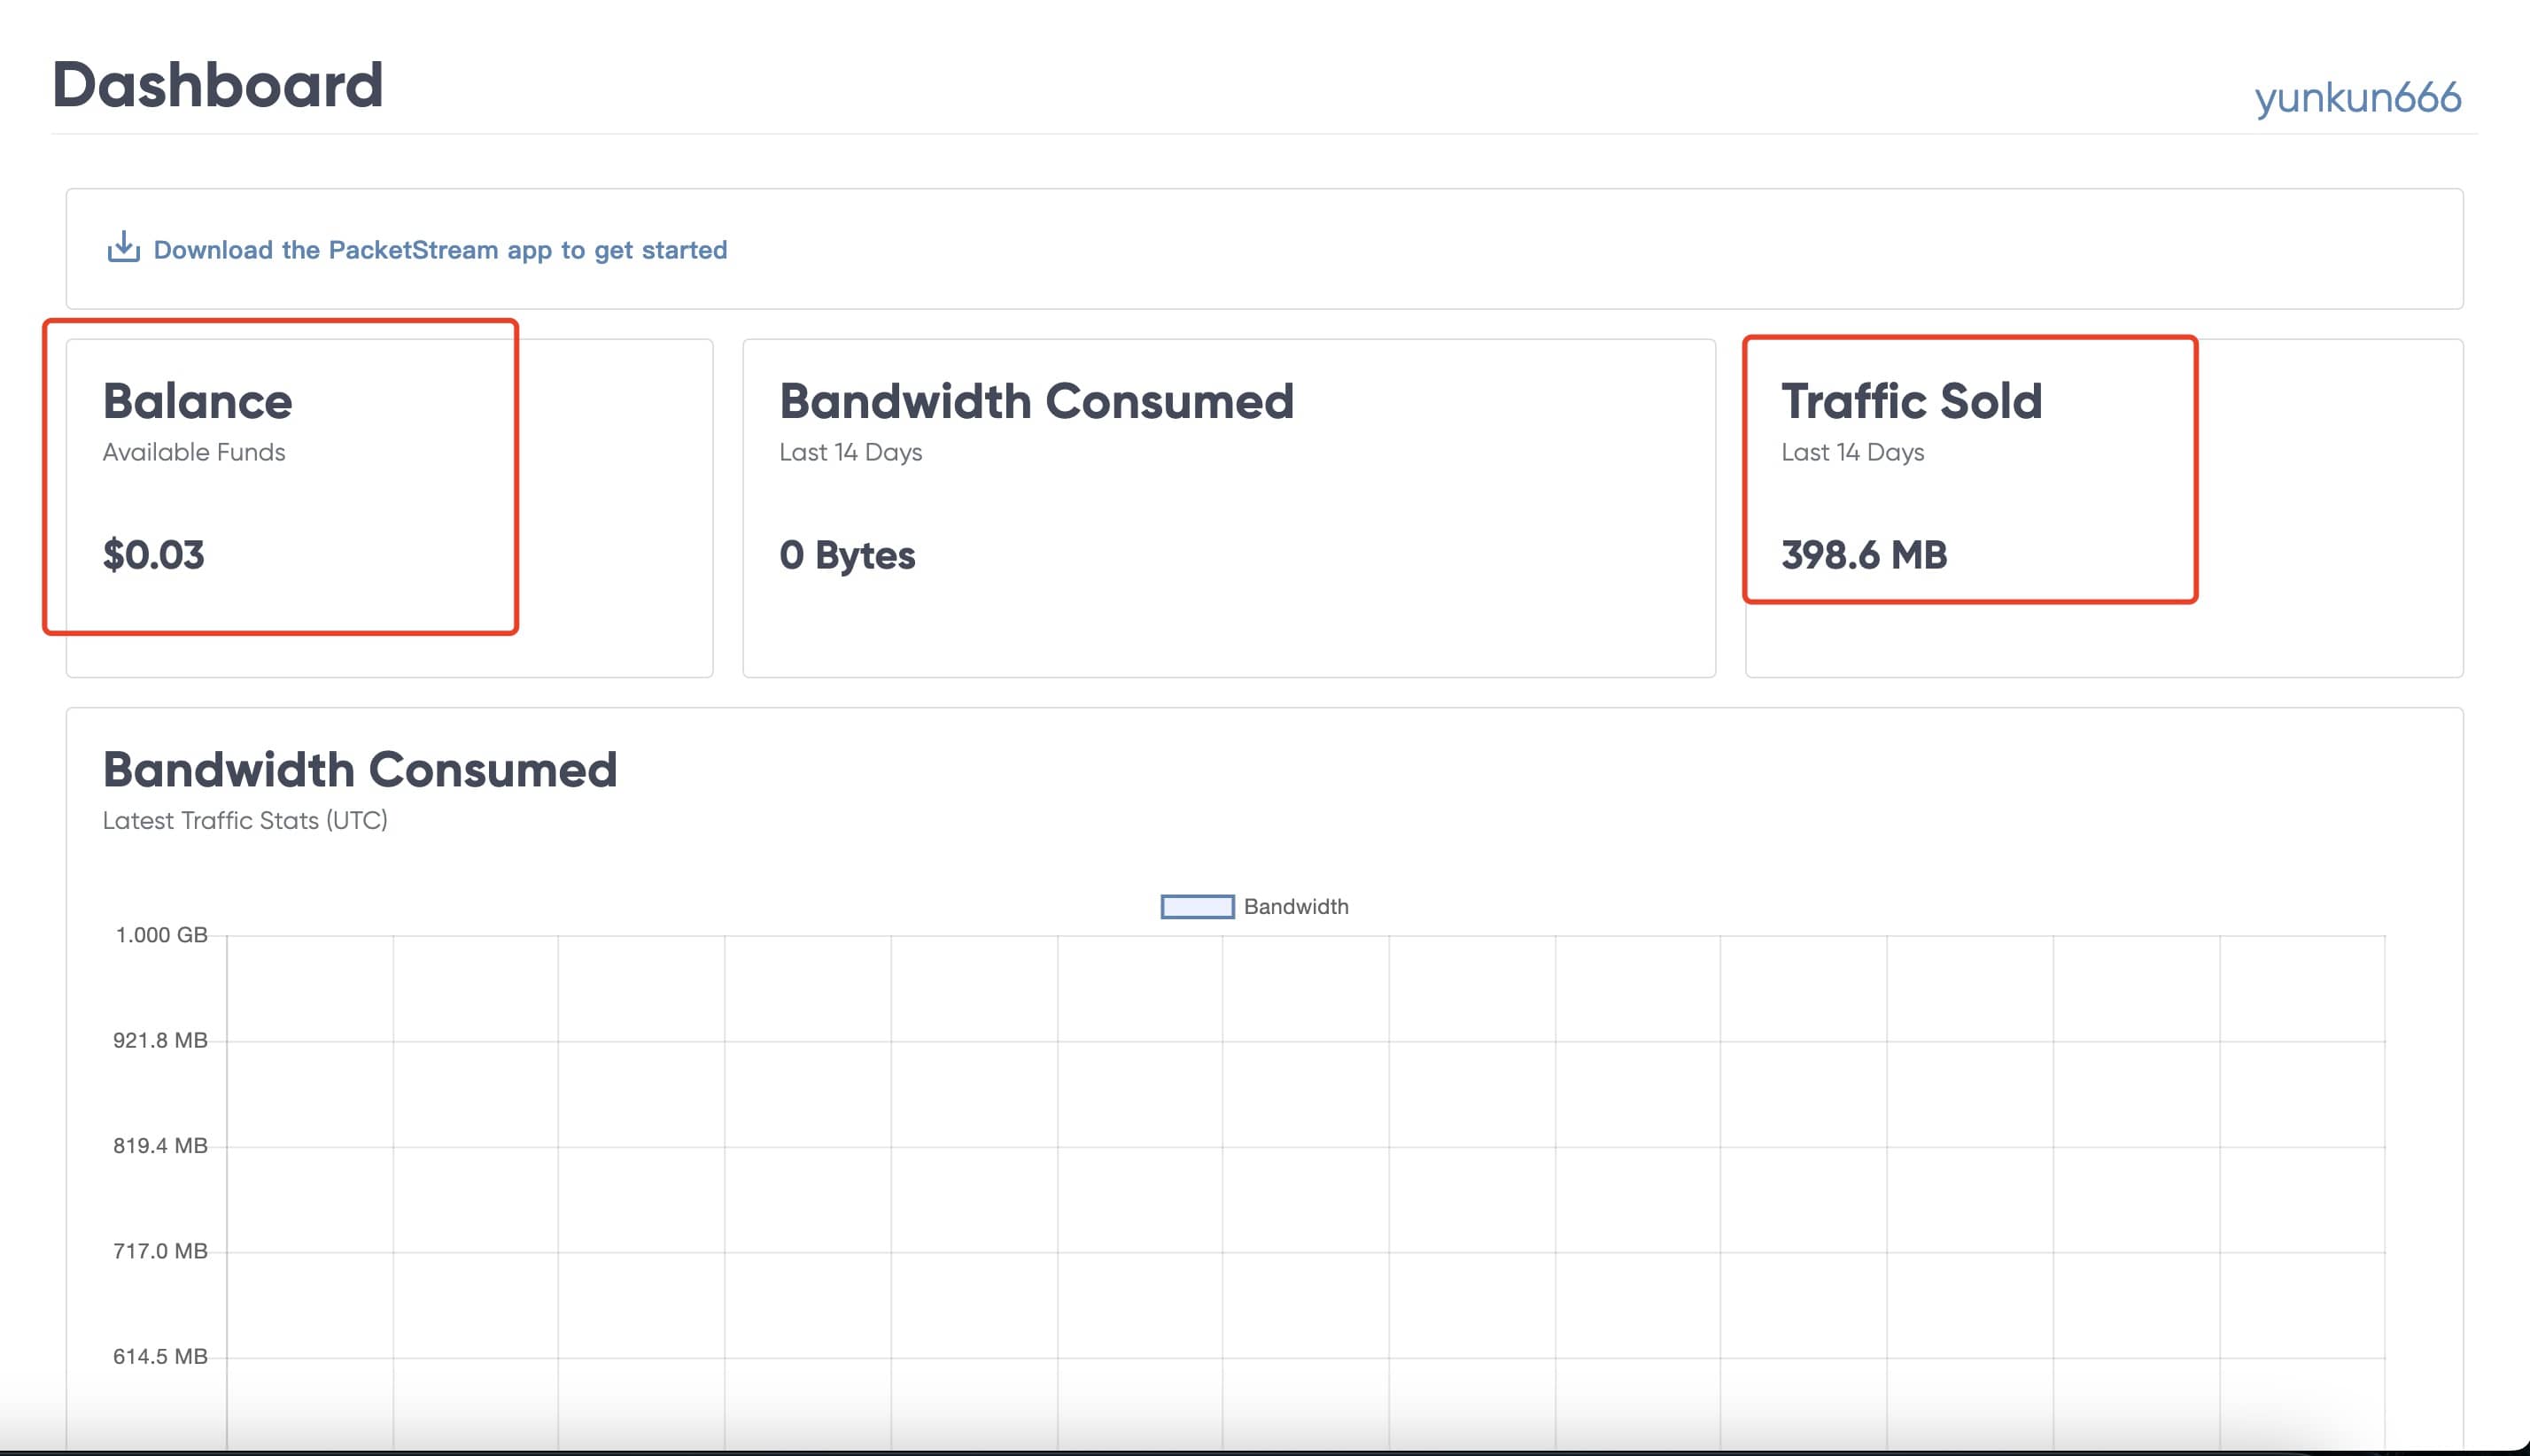 Dashboard
yunkun666
Download the PacketStream app to get started
Balance
Available Funds
$0.03
Bandwidth Consumed
Last 14 Days
0 Bytes
Traffic Sold
Last 14 Days
398.6 MB
Bandwidth Consumed
Latest Traffic Stats (UTC)
Bandwidth
1.000 GB
921.8 MB
819.4 MB
717.0 MB
614.5 MB